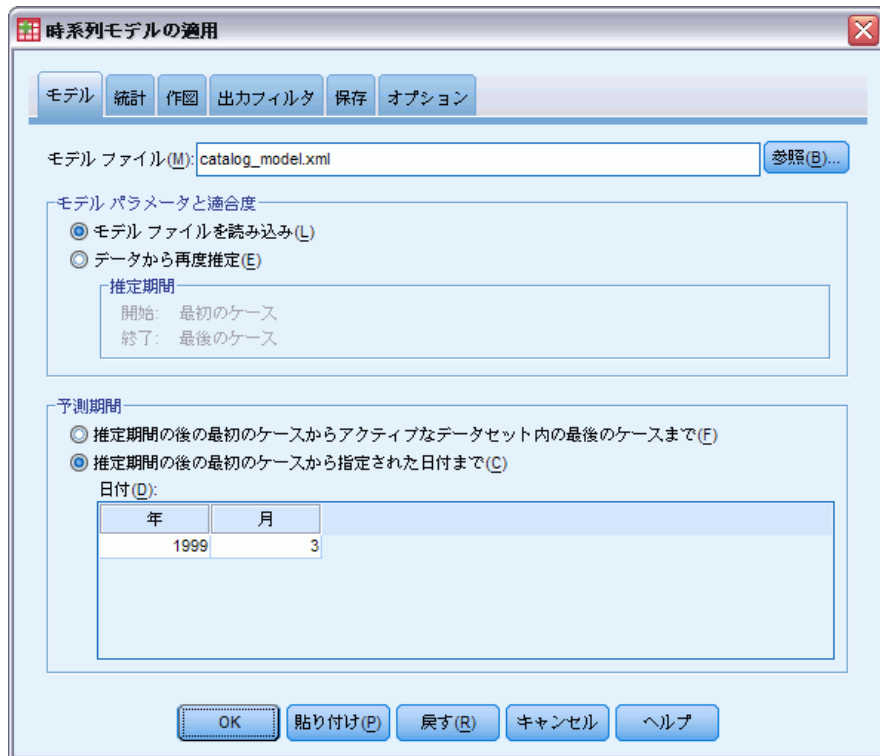 時系列モデルの適用
モデル 統計 作図 出力フィルタ 保存 オプション
モデル ファイル(M): catalog_model.xml 参照(B)...
モデル パラメータと適合度
モデル ファイルを読み込み(L)
データから再度推定(E)
推定期間
開始: 最初のケース
終了: 最後のケース
予測期間
推定期間の後の最初のケースからアクティブなデータセット内の最後のケースまで(F)
推定期間の後の最初のケースから指定された日付まで(C)
日付(D):
年 月
1999 3
OK 貼り付け(P) 戻す(R) キャンセル ヘルプ